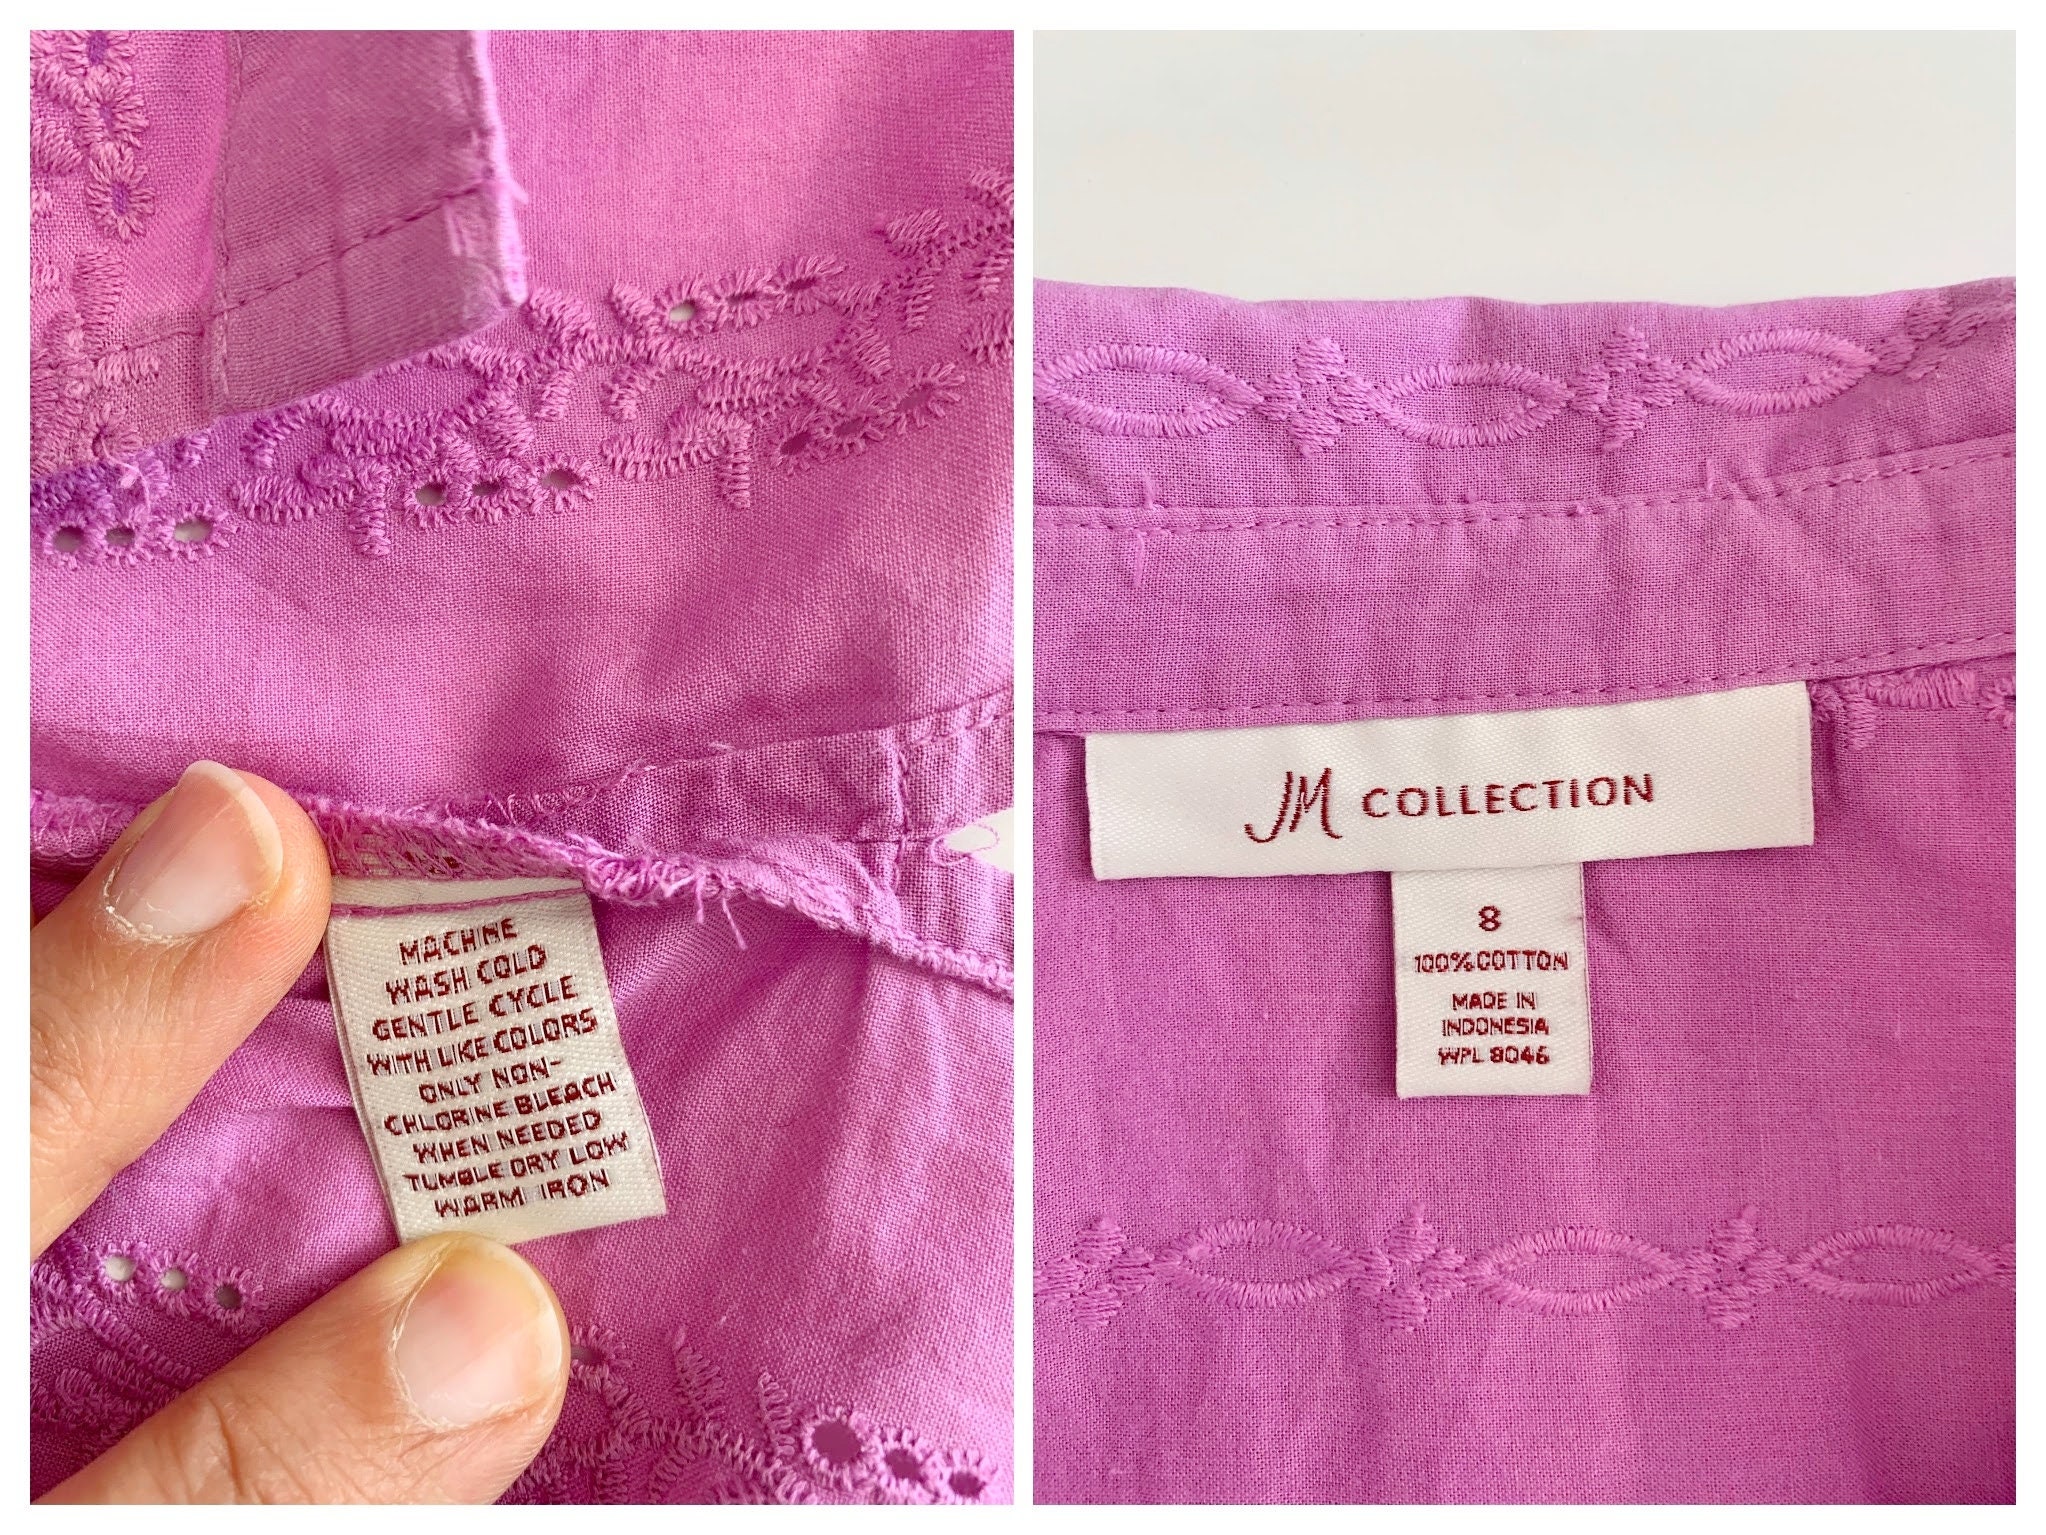 MACHINE
WASH COLD
GENTLE CYCLE
WITH LIKE COLORS
ONLY NON-
CHLORINE BLEACH
WHEN NEEDED
TUMBLE DRY LOW
WARM IRON
JM COLLECTION
8
100% COTTON
MADE IN
INDONESIA
WPL 8046